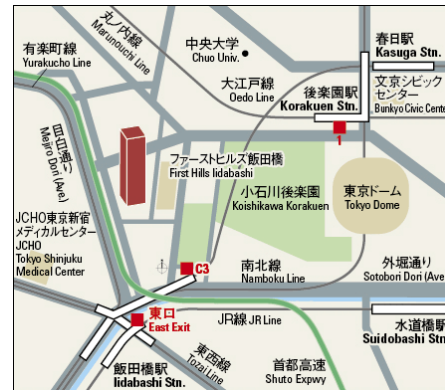 丸ノ内線
Marunouchi Line
有楽町線
Yurakucho Line
中央大学
Chuo Univ.
春日駅
Kasuga Stn.
大江戸線
Oedo Line
後楽園駅
Korakuen Stn.
文京シビック
センター
Bunkyo Civic Center
1
目白通り
Mejiro Dori (Ave.)
ファーストヒルズ飯田橋
First Hills Iidabashi
小石川後楽園
Koishikawa Korakuen
東京ドーム
Tokyo Dome
JCHO東京新宿
メディカルセンター
JCHO
Tokyo Shinjuku
Medical Center
C3
南北線
Namboku Line
外堀通り
Sotobori Dori (Ave.)
東口
East Exit
JR線 JR Line
水道橋駅
Suidobashi Stn.
飯田橋駅
Iidabashi Stn.
東西線
Tozai Line
首都高速
Shuto Expwy